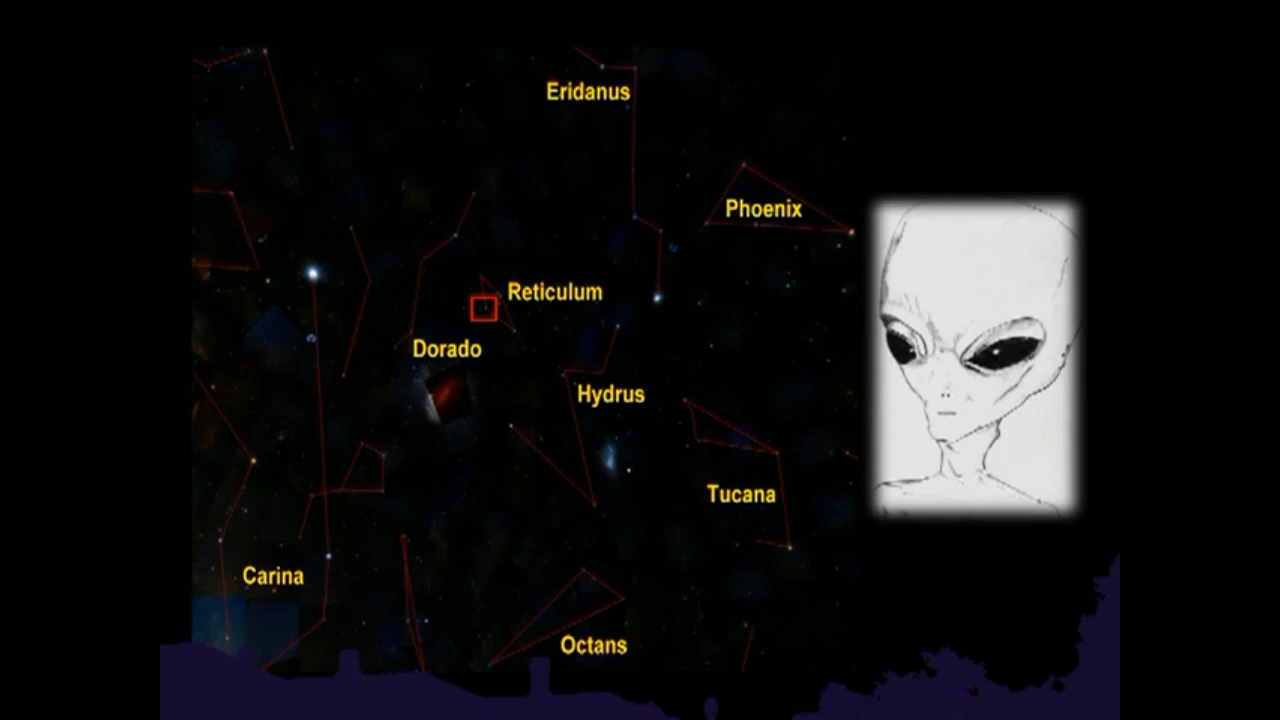 Eridanus
Phoenix
Reticulum
Dorado
Hydrus
Tucana
Carina
Octans